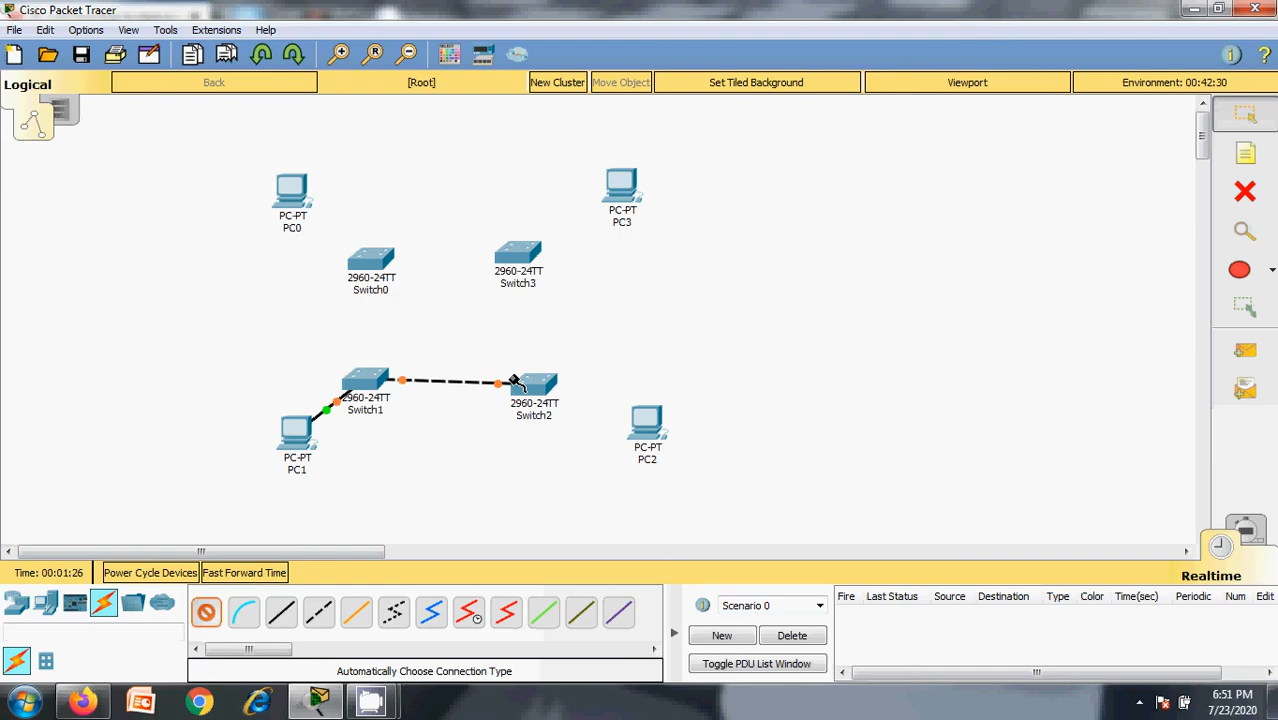 Cisco Packet Tracer
File Edit Options View Tools Extensions Help
Logical
Back
[Root]
New Cluster
Move Object
Set Tiled Background
Viewport
Environment: 00:42:30
PC-PT
PC0
PC-PT
PC3
2960-24TT
Switch0
2960-24TT
Switch3
2960-24TT
Switch1
2960-24TT
Switch2
PC-PT
PC1
PC-PT
PC2
Time: 00:01:26
Power Cycle Devices
Fast Forward Time
Realtime
Scenario 0
New
Delete
Toggle PDU List Window
Fire Last Status Source Destination Type Color Time(sec) Periodic Num Edit
Automatically Choose Connection Type
6:51 PM
7/23/2020